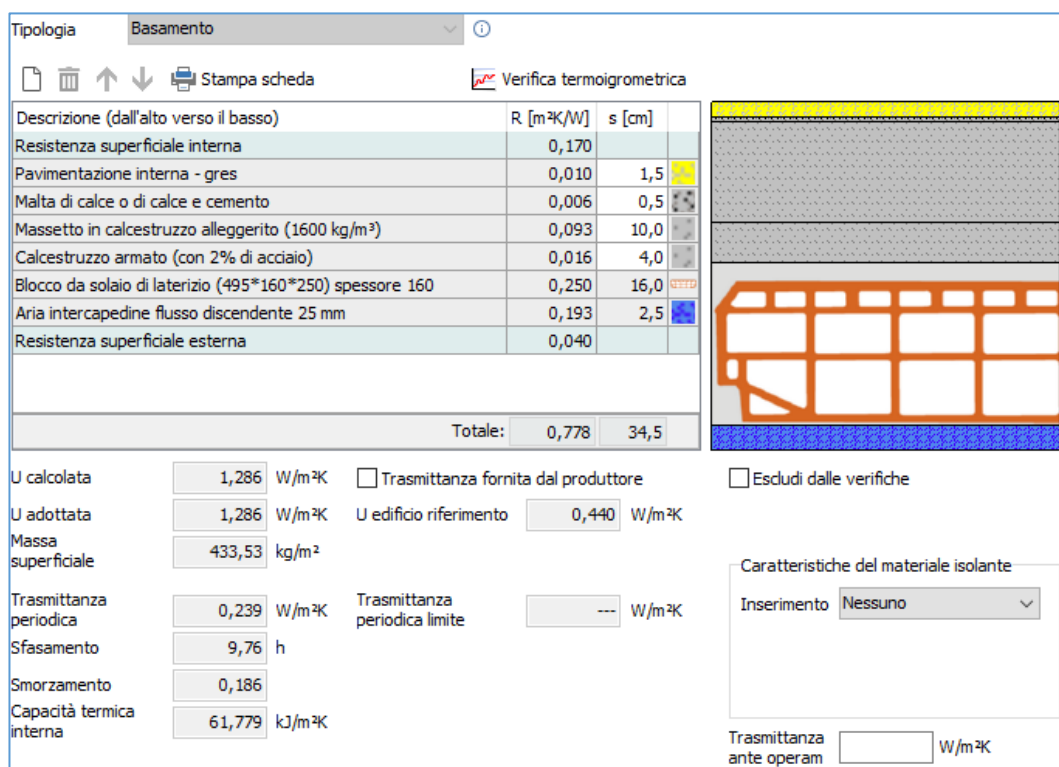 Tipologia Basamento
Stampa scheda Verifica termoigrometrica
Descrizione (dall'alto verso il basso) R [m²K/W] s [cm]
Resistenza superficiale interna 0,170
Pavimentazione interna - gres 0,010 1,5
Malta di calce o di calce e cemento 0,006 0,5
Massetto in calcestruzzo alleggerito (1600 kg/m³) 0,093 10,0
Calcestruzzo armato (con 2% di acciaio) 0,016 4,0
Blocco da solaio di laterizio (495*160*250) spessore 160 0,250 16,0
Aria intercapedine flusso discendente 25 mm 0,193 2,5
Resistenza superficiale esterna 0,040
Totale: 0,778 34,5
U calcolata 1,286 W/m²K Trasmittanza fornita dal produttore Escludi dalle verifiche
U adottata 1,286 W/m²K U edificio riferimento 0,440 W/m²K
Massa
superficiale 433,53 kg/m²
Caratteristiche del materiale isolante
Trasmittanza
periodica 0,239 W/m²K Trasmittanza
periodica limite --- W/m²K
Inserimento Nessuno
Sfasamento 9,76 h
Smorzamento 0,186
Capacità termica
interna 61,779 kJ/m²K
Trasmittanza
ante operam W/m²K